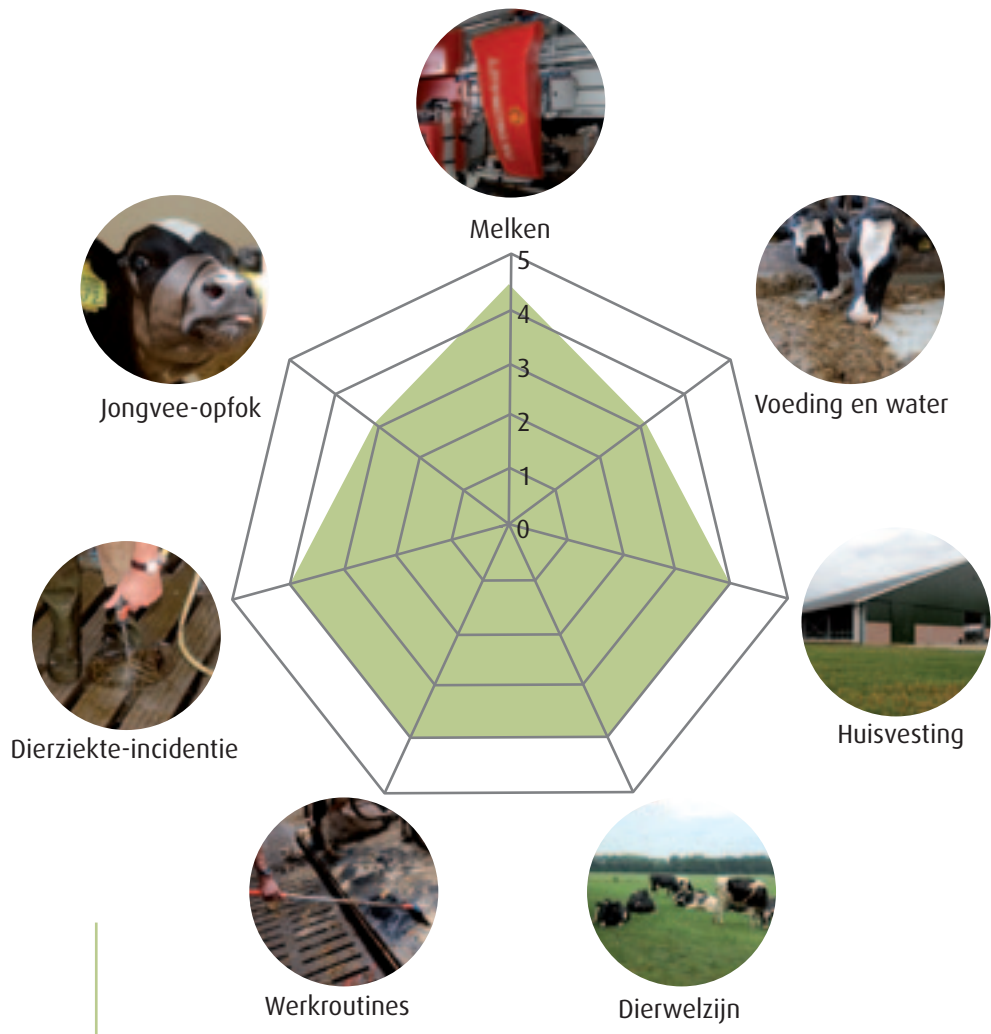 Melken
5
4
3
2
1
0
Jongvee-opfok
Voeding en water
Dierziekte-incidentie
Huisvesting
Werkroutines
Dierwelzijn